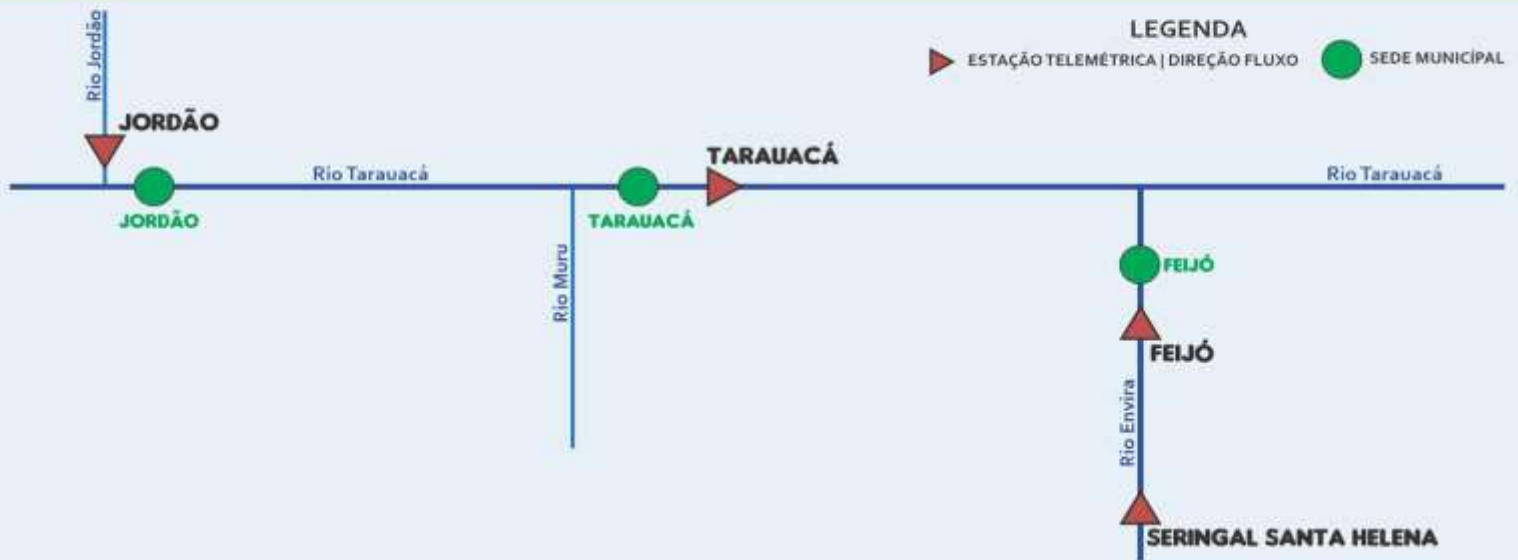 LEGENDA
ESTAÇÃO TELEMÉTRICA | DIREÇÃO FLUXO
SEDE MUNICÍPAL
Rio Jordão
JORDÃO
JORDÃO
Rio Tarauacá
TARAUACÁ
TARAUACÁ
Rio Tarauacá
Rio Muru
FEIJÓ
FEIJÓ
Rio Envira
SERINGAL SANTA HELENA